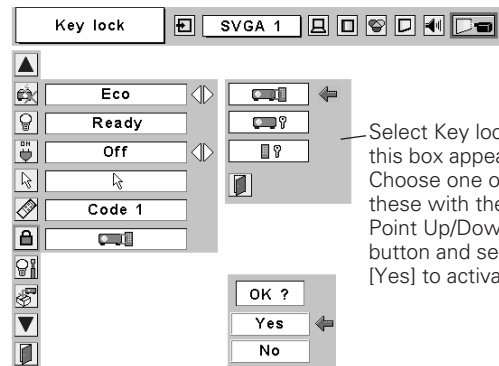 Key lock
SVGA 1
Eco
Ready
ON
Off
Code 1
Select Key loc
this box appea
Choose one o
these with the
Point Up/Dow
button and se
[Yes] to activa
OK ?
Yes
No